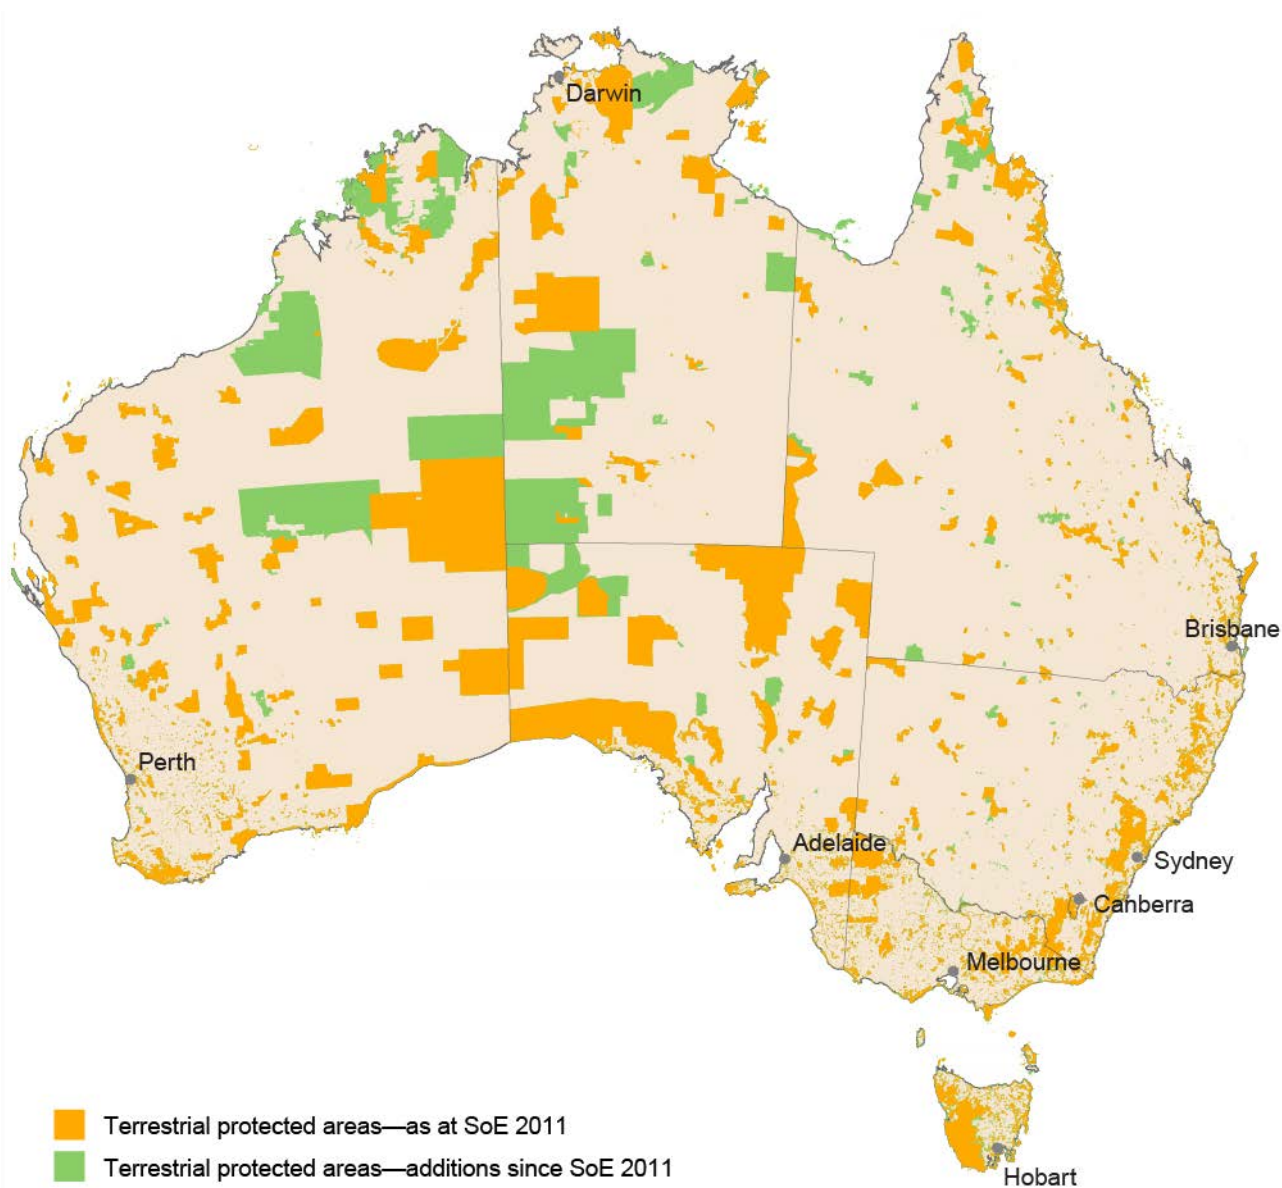 Darwin
Brisbane
Perth
Adelaide
Sydney
Canberra
Melbourne
Terrestrial protected areas—as at SoE 2011
Terrestrial protected areas—additions since SoE 2011
Hobart